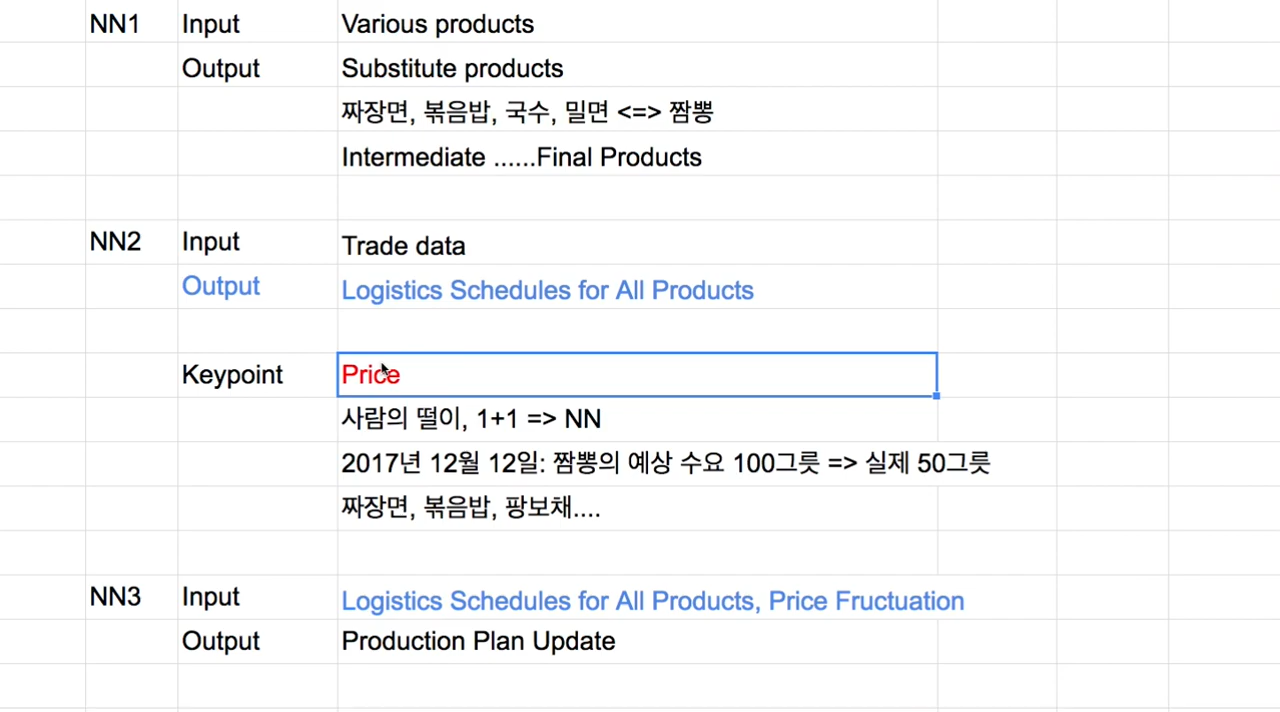 NN1 Input Various products
Output Substitute products
짜장면, 볶음밥, 국수, 밀면 <=> 짬뽕
Intermediate ......Final Products
NN2 Input Trade data
Output Logistics Schedules for All Products
Keypoint Price
사람의 떨이, 1+1 => NN
2017년 12월 12일: 짬뽕의 예상 수요 100그릇 => 실제 50그릇
짜장면, 볶음밥, 팡보채....
NN3 Input Logistics Schedules for All Products, Price Fructuation
Output Production Plan Update